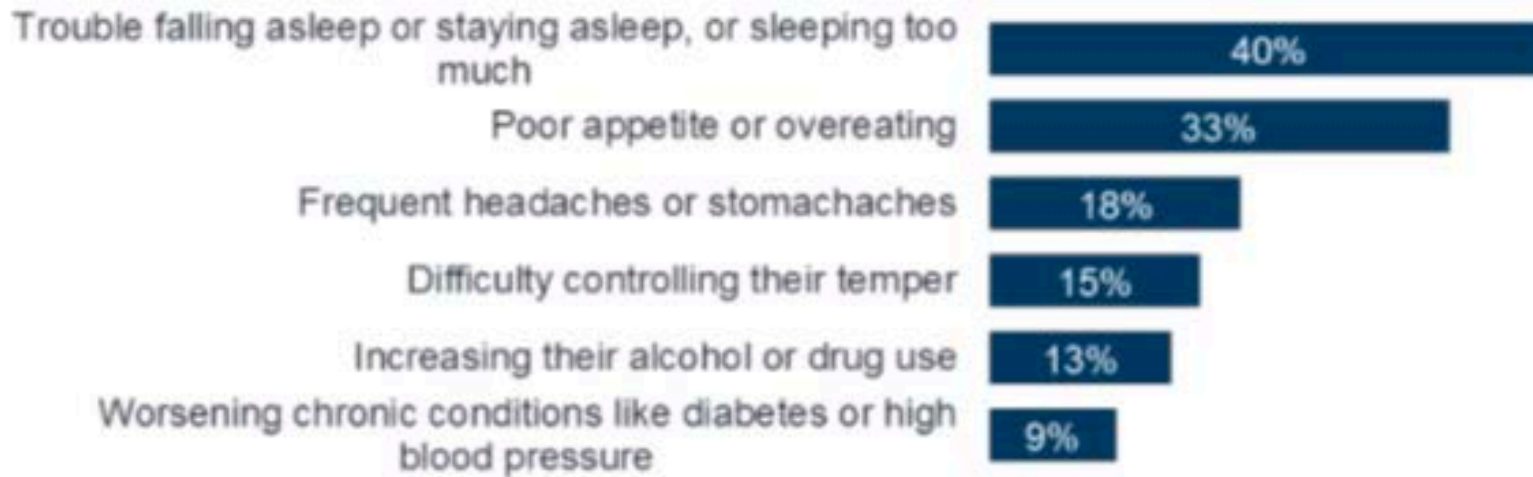 Trouble falling asleep or staying asleep, or sleeping too
much
40%
Poor appetite or overeating
33%
Frequent headaches or stomachaches
18%
Difficulty controlling their temper
15%
Increasing their alcohol or drug use
13%
Worsening chronic conditions like diabetes or high
blood pressure
9%